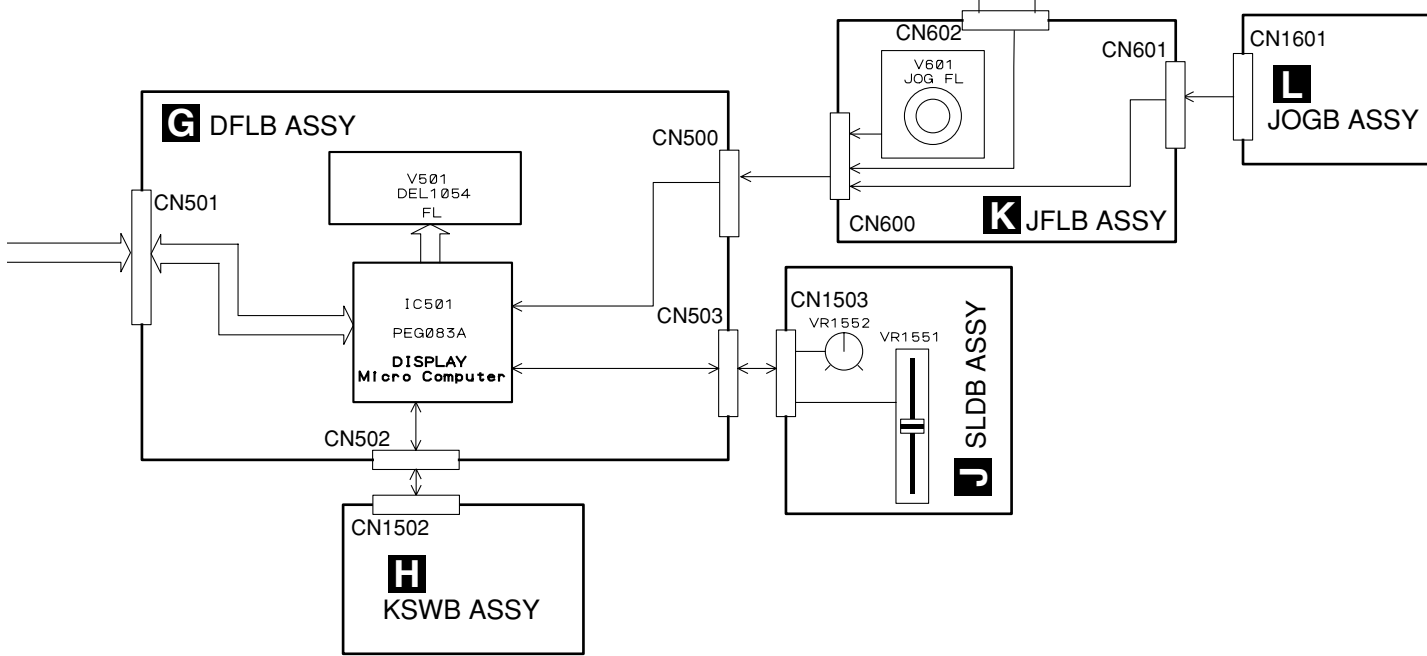 CN602
CN601
CN1601
V601
JOG FL
L
JOGB ASSY
G DFLB ASSY
CN500
V501
DEL1054
FL
CN501
CN600
K JFLB ASSY
IC501
PEG083A
DISPLAY
Micro Computer
CN503
CN1503
VR1552
VR1551
J SLDB ASSY
CN502
CN1502
H
KSWB ASSY